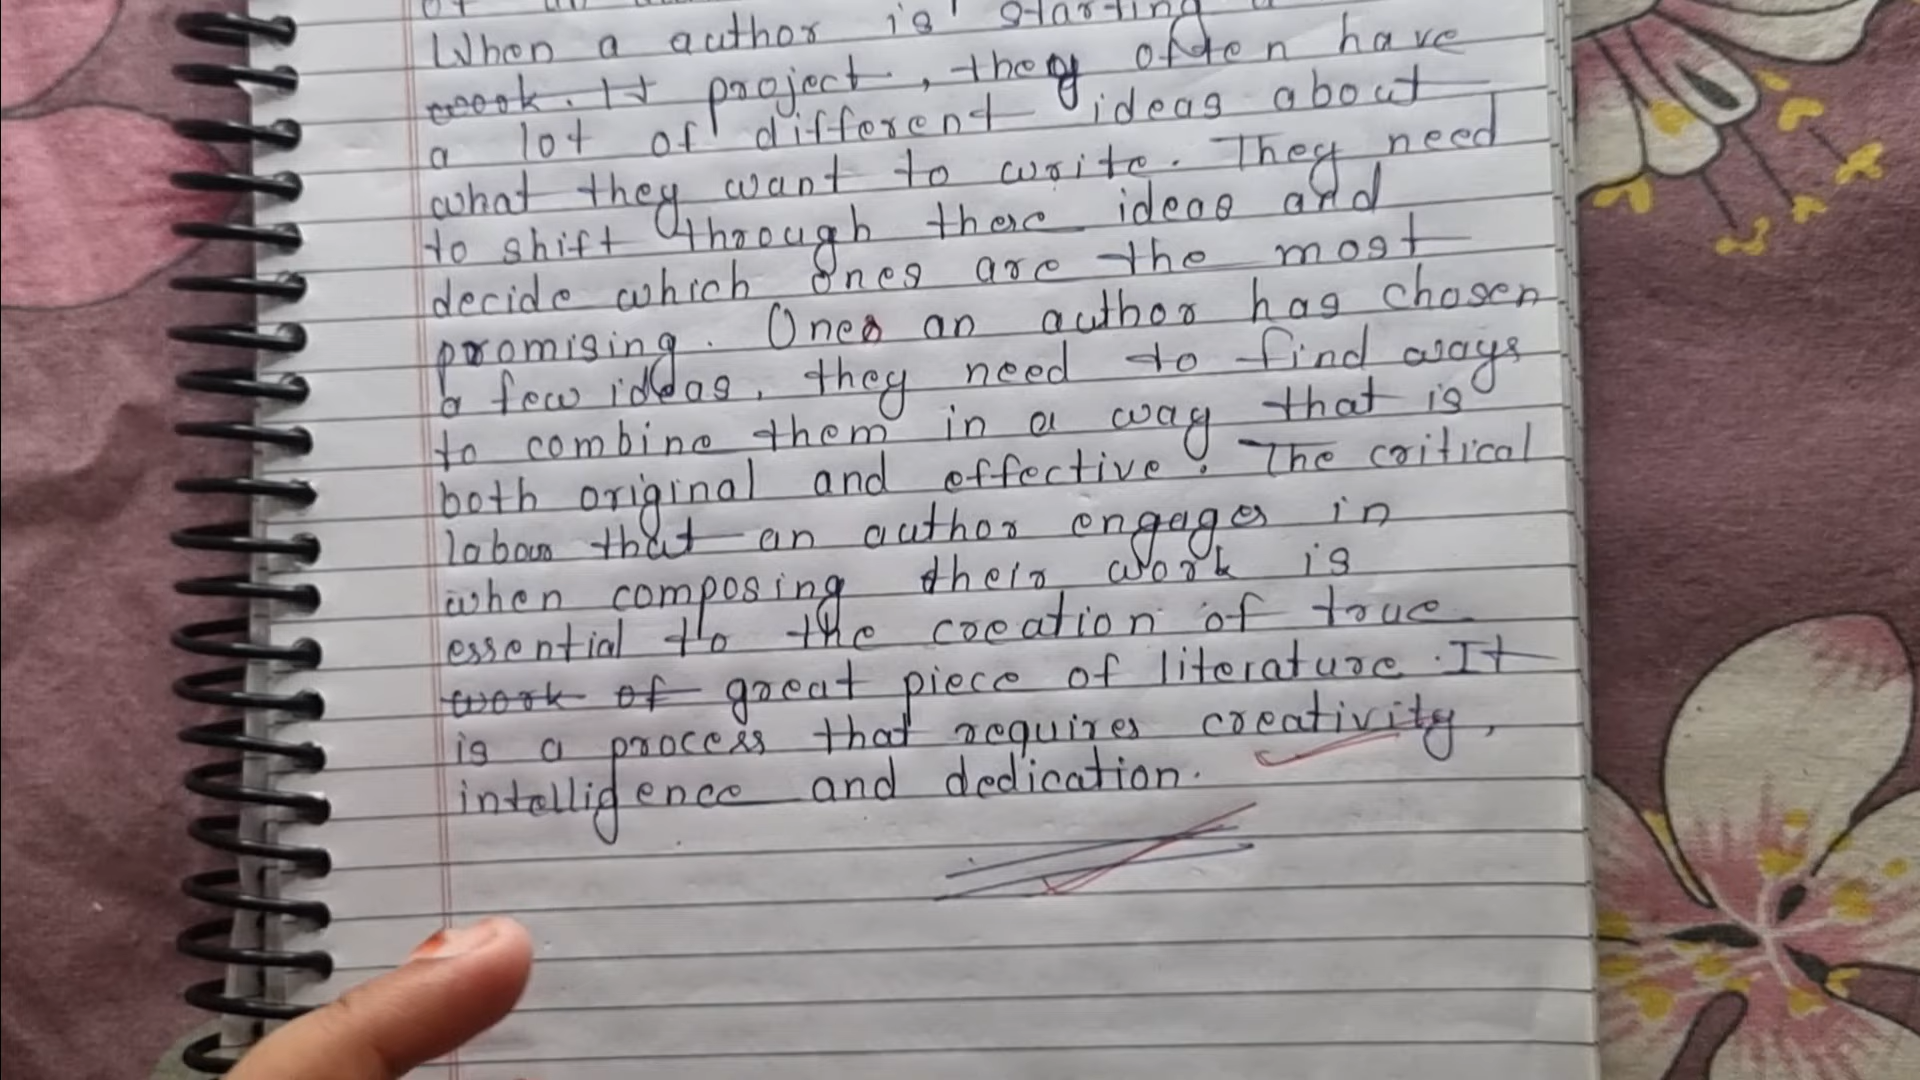 When a author is starting a
work. It project, they often have
a lot of different ideas about
what they want to write. They need
to shift through there ideas and
decide which ones are the most
promising. Ones an author has chosen
a few ideas, they need to find ways
to combine them in a way that is
both original and effective. The critical
labour that an author engages in
when composing their work is
essential to the creation of true
work of great piece of literature. It
is a process that requires creativity,
intelligence and dedication.